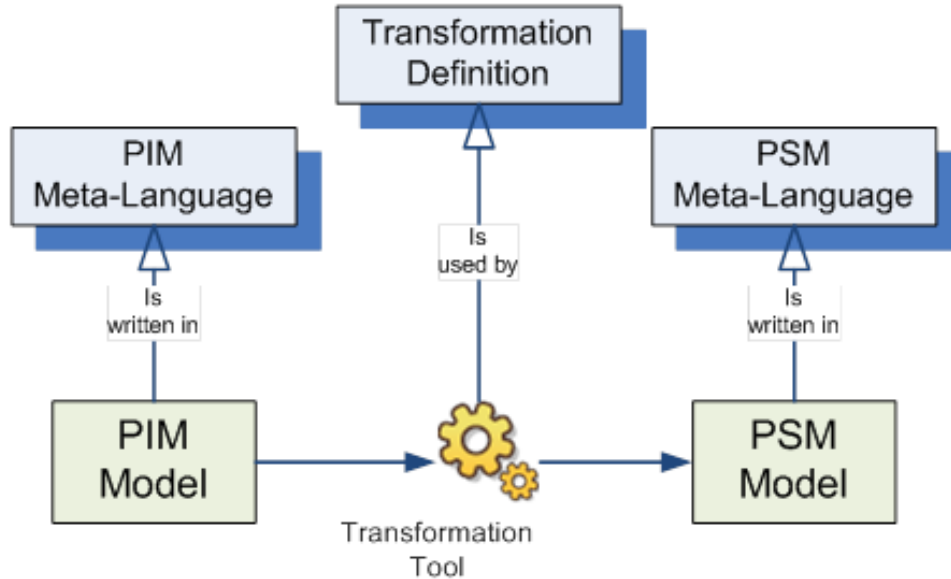 Transformation
Definition
PIM
Meta-Language
PSM
Meta-Language
Is
used by
Is
written in
Is
written in
PIM
Model
PSM
Model
Transformation
Tool